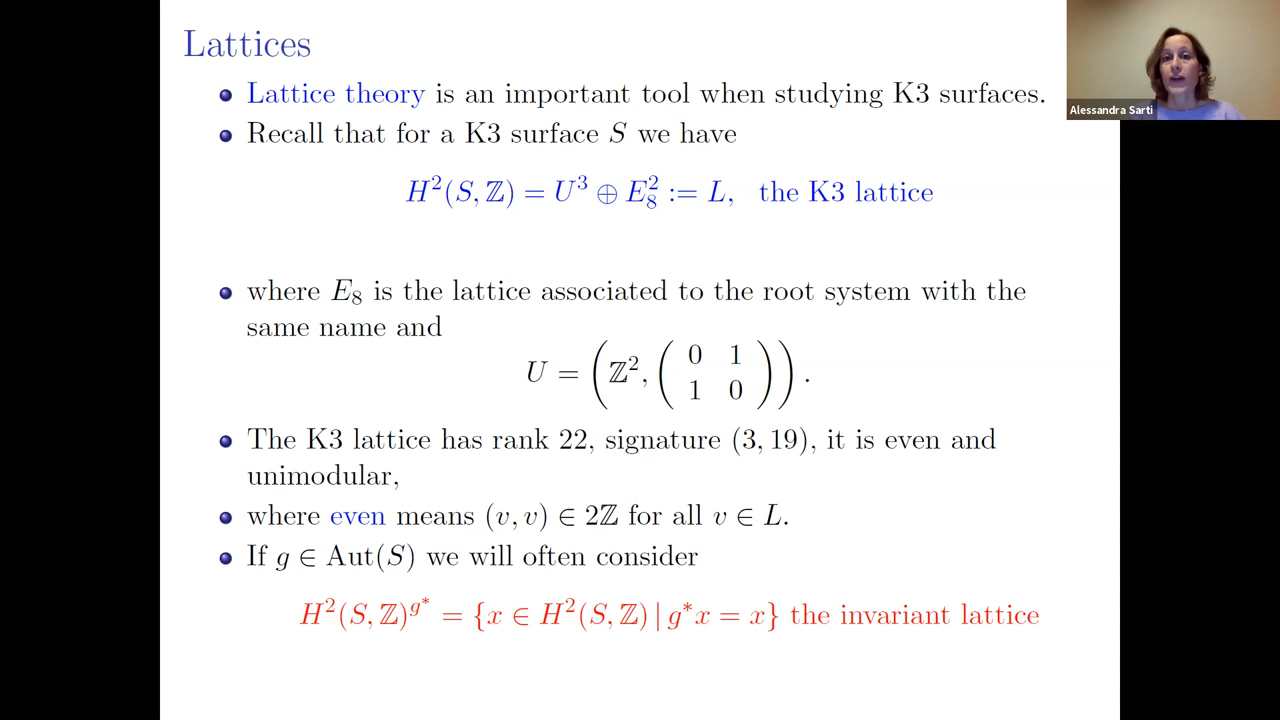 Lattices
Lattice theory is an important tool when studying K3 surfaces.
Recall that for a K3 surface S we have
H²(S, ℤ) = U³ ⊕ E₈² := L, the K3 lattice
where E₈ is the lattice associated to the root system with the
same name and
U = (ℤ², (0 1
1 0)).
The K3 lattice has rank 22, signature (3, 19), it is even and
unimodular,
where even means (v, v) ∈ 2ℤ for all v ∈ L.
If g ∈ Aut(S) we will often consider
H²(S, ℤ)^{g*} = {x ∈ H²(S, ℤ) | g*x = x} the invariant lattice
Alessandra Sarti